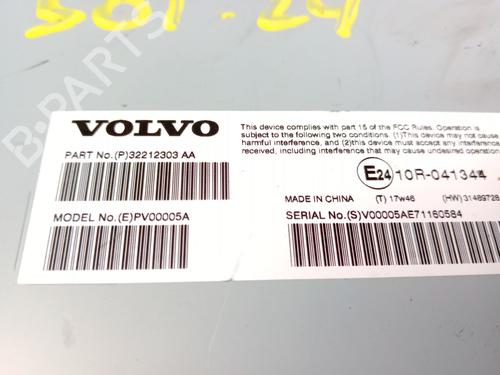 501-24
B-PARTS
VOLVO
PART No.(P)32212303 AA
MODEL No.(E)PV00005A
This device complies with part 15 of the FCC Rules. Operation is
subject to the following two conditions. (1)This device may not cause
harmful interference, and (2)this device must accept any interference
received, including interference that may cause undesired operation.
E24 10R-041344
MADE IN CHINA (T) 17w46 (HW) 31489728
SERIAL No.(S)V00005AE71160584